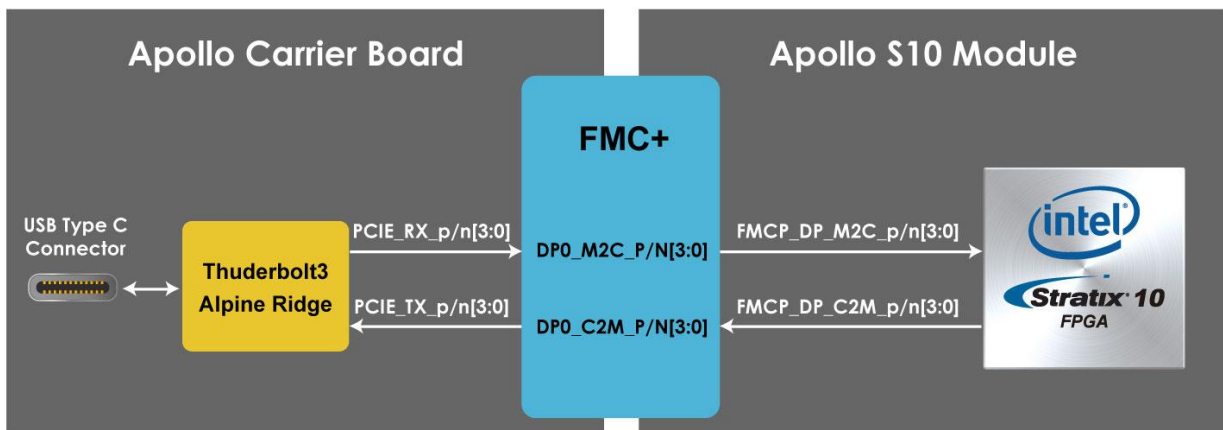 Apollo Carrier Board
Apollo S10 Module
FMC+
USB Type C
Connector
Thuderbolt3
Alpine Ridge
PCIE_RX_p/n[3:0]
PCIE_TX_p/n[3:0]
DP0_M2C_P/N[3:0]
DP0_C2M_P/N[3:0]
FMCP_DP_M2C_p/n[3:0]
FMCP_DP_C2M_p/n[3:0]
intel
Stratix 10
FPGA